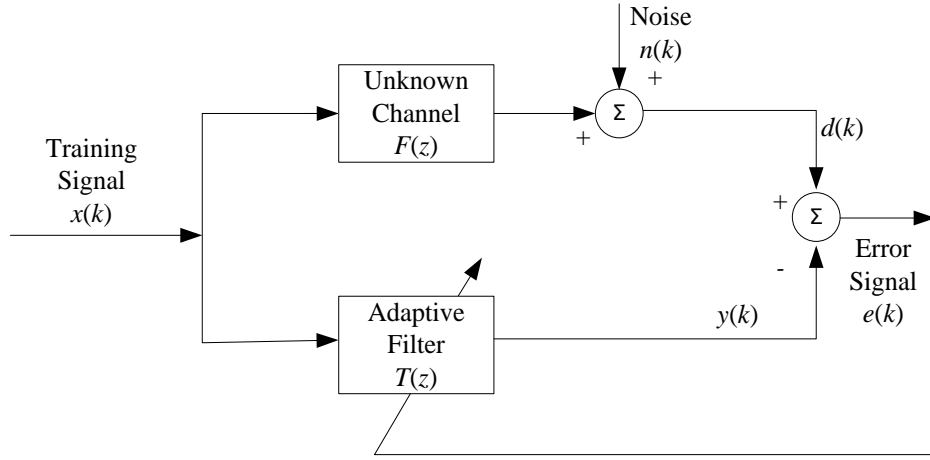 Noise
n(k)
+
Unknown
Channel
F(z)
Σ
+
d(k)
Training
Signal
x(k)
+
Σ
Error
Signal
e(k)
-
Adaptive
Filter
T(z)
y(k)